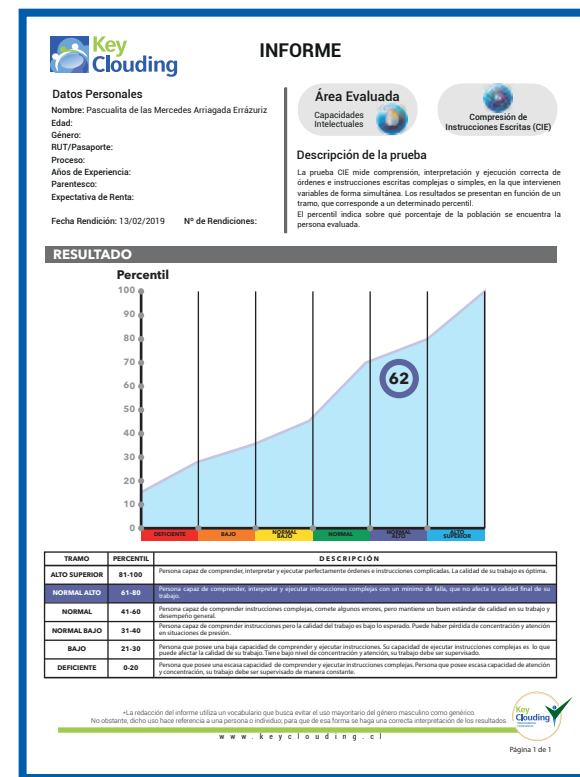 Key
Clouding
INFORME
Datos Personales
Nombre: Pascualita de las Mercedes Arriagada Errázuriz
Edad:
Género:
RUT/Pasaporte:
Proceso:
Años de Experiencia:
Parentesco:
Expectativa de Renta:
Fecha Rendición: 13/02/2019 Nº de Rendiciones:
Área Evaluada
Capacidades
Intelectuales
Compresión de
Instrucciones Escritas (CIE)
Descripción de la prueba
La prueba CIE mide comprensión, interpretación y ejecución correcta de
órdenes e instrucciones escritas complejas o simples, en la que intervienen
variables de forma simultánea. Los resultados se presentan en función de un
tramo, que corresponde a un determinado percentil.
El percentil indica sobre qué porcentaje de la población se encuentra la
persona evaluada.
RESULTADO
Percentil
100
90
80
70
60
50
40
30
20
10
0
62
DEFICIENTE
BAJO
NORMAL
BAJO
NORMAL
NORMAL
ALTO
ALTO
SUPERIOR
TRAMO PERCENTIL DESCRIPCIÓN
ALTO SUPERIOR 81-100 Persona capaz de comprender, interpretar y ejecutar perfectamente órdenes e instrucciones complicadas. La calidad de su trabajo es óptima.
NORMAL ALTO 61-80 Persona capaz de comprender, interpretar y ejecutar instrucciones complejas con un mínimo de falla, que no afecta la calidad final de su
trabajo.
NORMAL 41-60 Persona capaz de comprender instrucciones complejas, comete algunos errores, pero mantiene un buen estándar de calidad en su trabajo y
desempeño general.
NORMAL BAJO 31-40 Persona capaz de comprender instrucciones pero la calidad del trabajo es bajo lo esperado. Puede haber pérdida de concentración y atención
en situaciones de presión.
BAJO 21-30 Persona que posee una baja capacidad de comprender y ejecutar instrucciones. Su capacidad de ejecutar instrucciones complejas es lo que
puede afectar la calidad de su trabajo. Tiene bajo nivel de concentración y atención, su trabajo debe ser supervisado.
DEFICIENTE 0-20 Persona que posee una escasa capacidad de comprender y ejecutar instrucciones complejas. Persona que posee escasa capacidad de atención
y concentración, su trabajo debe ser supervisado de manera constante.
*La redacción del informe utiliza un vocabulario que busca evitar el uso mayoritario del género masculino como genérico.
No obstante, dicho uso hace referencia a una persona o individuo; para que de esa forma se haga una correcta interpretación de los resultados.
www.keyclouding.cl
Key
Clouding
Página 1 de 1